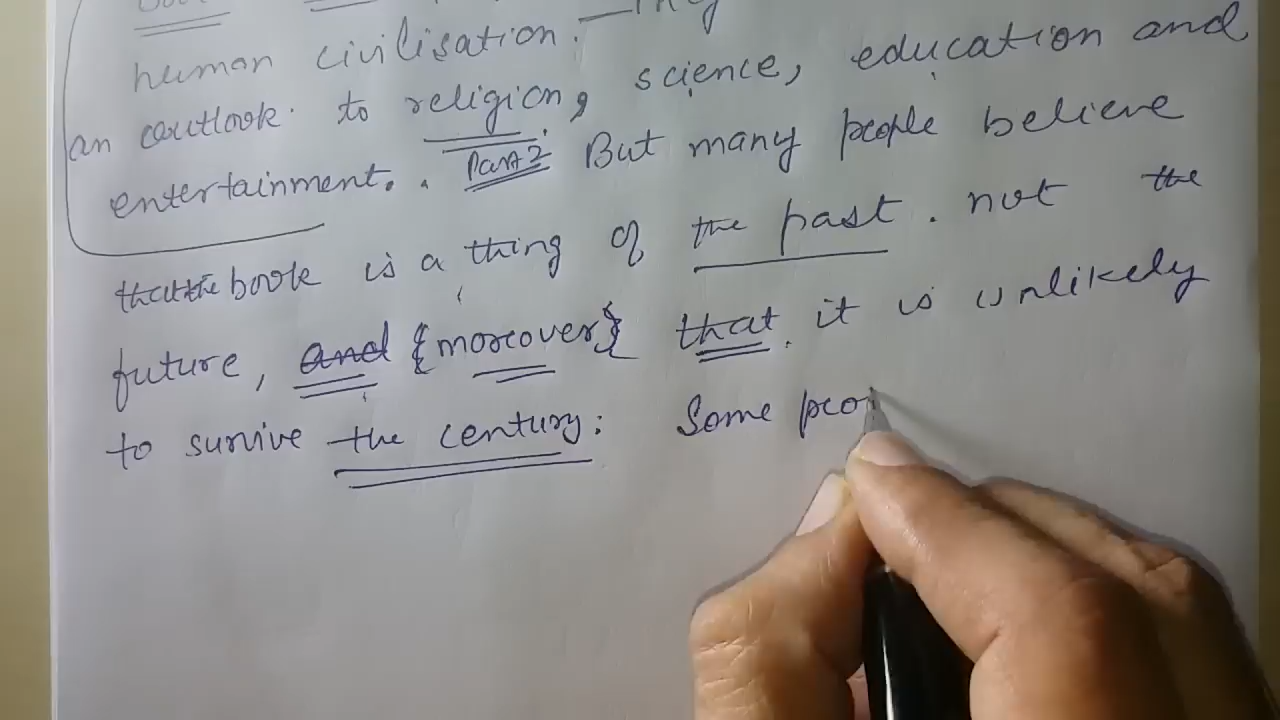 human civilisation. They
an outlook to religion, science, education and
entertainment. Part 2 But many people believe
that the book is a thing of the past. not the
future, and {moreover} that it is unlikely
to survive the century: Some peop